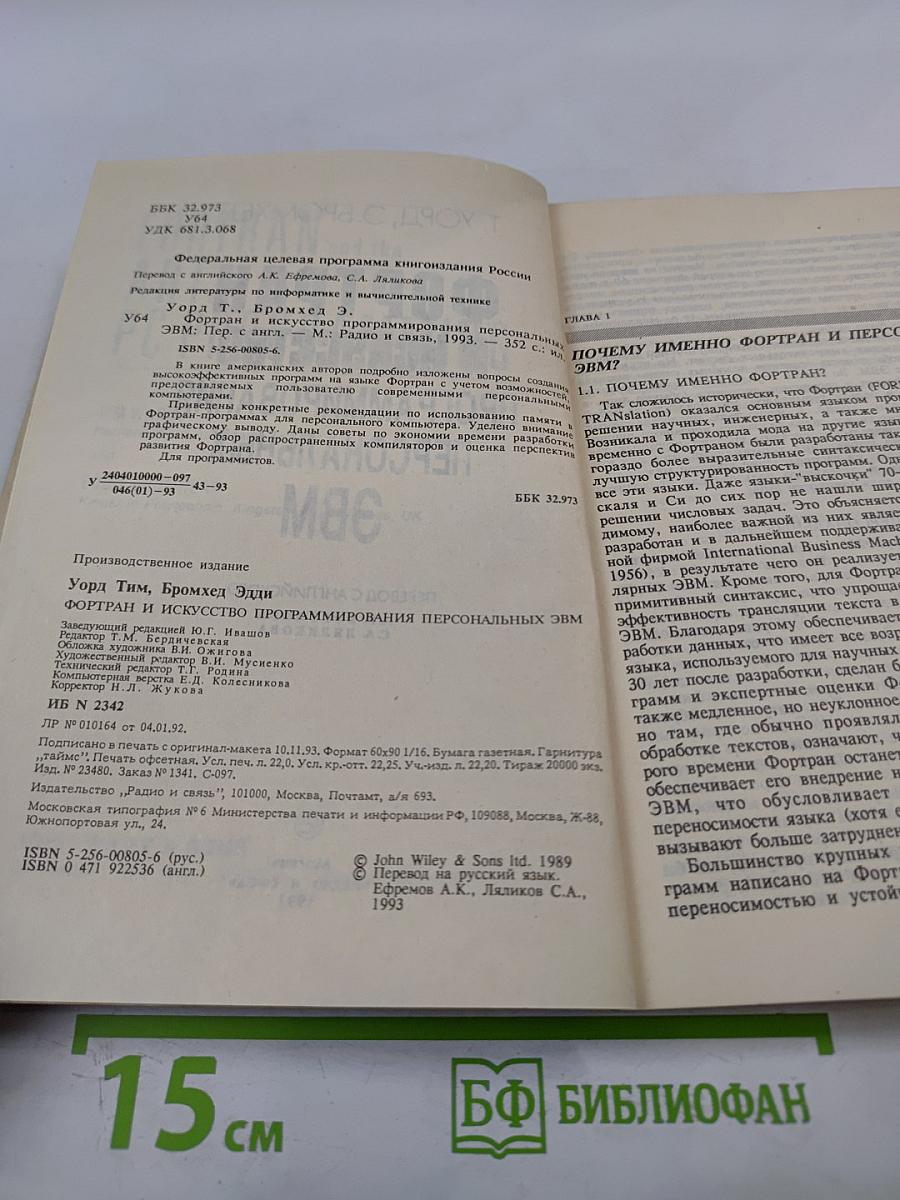 ББК 32.973
У64
УДК 681.3.068
Федеральная целевая программа книгоиздания России
Перевод с английского А.К. Ефремова, С.А. Ляликова
Редакция литературы по информатике и вычислительной технике
Уорд Т., Бромхед Э.
У64 Фортран и искусство программирования персональных
ЭВМ: Пер. с англ. — М.: Радио и связь, 1993. — 352 с.: ил.
ISBN 5-256-00805-6.
В книге американских авторов подробно изложены вопросы создания
высокоэффективных программ на языке Фортран с учетом возможностей,
предоставляемых пользователю современными персональными
компьютерами.
Приведены конкретные рекомендации по использованию памяти в
Фортран-программах для персонального компьютера. Уделено внимание
графическому выводу. Даны советы по экономии времени разработки
программ, обзор распространенных компиляторов и оценка перспектив
развития Фортрана.
Для программистов.
У 2404010000—097
046(01)—93 43—93
ББК 32.973
Производственное издание
Уорд Тим, Бромхед Эдди
ФОРТРАН И ИСКУССТВО ПРОГРАММИРОВАНИЯ ПЕРСОНАЛЬНЫХ ЭВМ
Заведующий редакцией Ю.Г. Ивашов
Редактор Т.М. Бердичевская
Обложка художника В.И. Ожигова
Художественный редактор В.И. Мусиенко
Технический редактор Т.Г. Родина
Компьютерная верстка Е.Д. Колесникова
Корректор Н.Л. Жукова
ИБ N 2342
ЛР № 010164 от 04.01.92.
Подписано в печать с оригинал-макета 10.11.93. Формат 60x90 1/16. Бумага газетная. Гарнитура
„таймс". Печать офсетная. Усл. печ. л. 22,0. Усл. кр.-отт. 22,25. Уч.-изд. л. 22,20. Тираж 20000 экз.
Изд. № 23480. Заказ № 1341. С-097.
Издательство „Радио и связь", 101000, Москва, Почтамт, а/я 693.
Московская типография № 6 Министерства печати и информации РФ, 109088, Москва, Ж-88,
Южнопортовая ул., 24.
ISBN 5-256-00805-6 (рус.)
ISBN 0 471 922536 (англ.)
© John Wiley & Sons ltd. 1989
© Перевод на русский язык.
Ефремов А.К., Ляликов С.А.,
1993
ГЛАВА 1
ПОЧЕМУ ИМЕННО ФОРТРАН И ПЕРСО
ЭВМ?
1.1. ПОЧЕМУ ИМЕННО ФОРТРАН?
Так сложилось исторически, что Фортран (FOR
TRANslation) оказался основным языком про
решении научных, инженерных, а также мн
Возникала и проходила мода на другие язы
временно с Фортраном были разработаны так
гораздо более выразительные синтаксичес
лучшую структурированность программ. Одн
все эти языки. Даже языки-"выскочки" 70-
скаля и Си до сих пор не нашли шир
решении числовых задач. Это объясняетс
димому, наиболее важной из них являе
разработан и в дальнейшем поддержива
ной фирмой International Business Mach
1956), в результате чего он реализует
лярных ЭВМ. Кроме того, для Фортра
примитивный синтаксис, что упрощае
эффективность трансляции текста в
ЭВМ. Благодаря этому обеспечивает
работки данных, что имеет все возр
языка, используемого для научных
30 лет после разработки, сделан б
грамм и экспертные оценки Ф
также медленное, но неуклонное
но там, где обычно проявлял
обработке текстов, означают, ч
рого времени Фортран останет
обеспечивает его внедрение н
ЭВМ, что обусловливает
переносимости языка (хотя е
вызывают больше затруднен
Большинство крупных
грамм написано на Фортр
переносимостью и устой
15 см
БФ БИБЛИОФАН